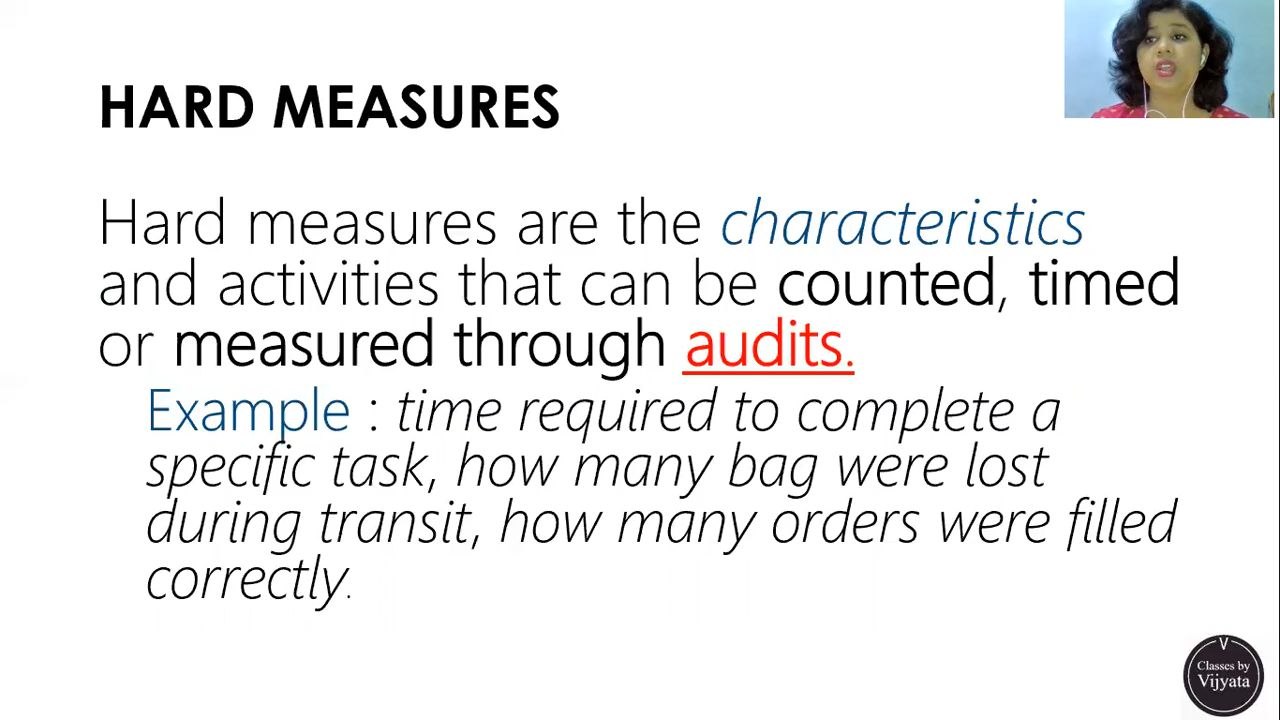 HARD MEASURES
Hard measures are the characteristics
and activities that can be counted, timed
or measured through audits.
Example : time required to complete a
specific task, how many bag were lost
during transit, how many orders were filled
correctly.
V
Classes by
Vijyata